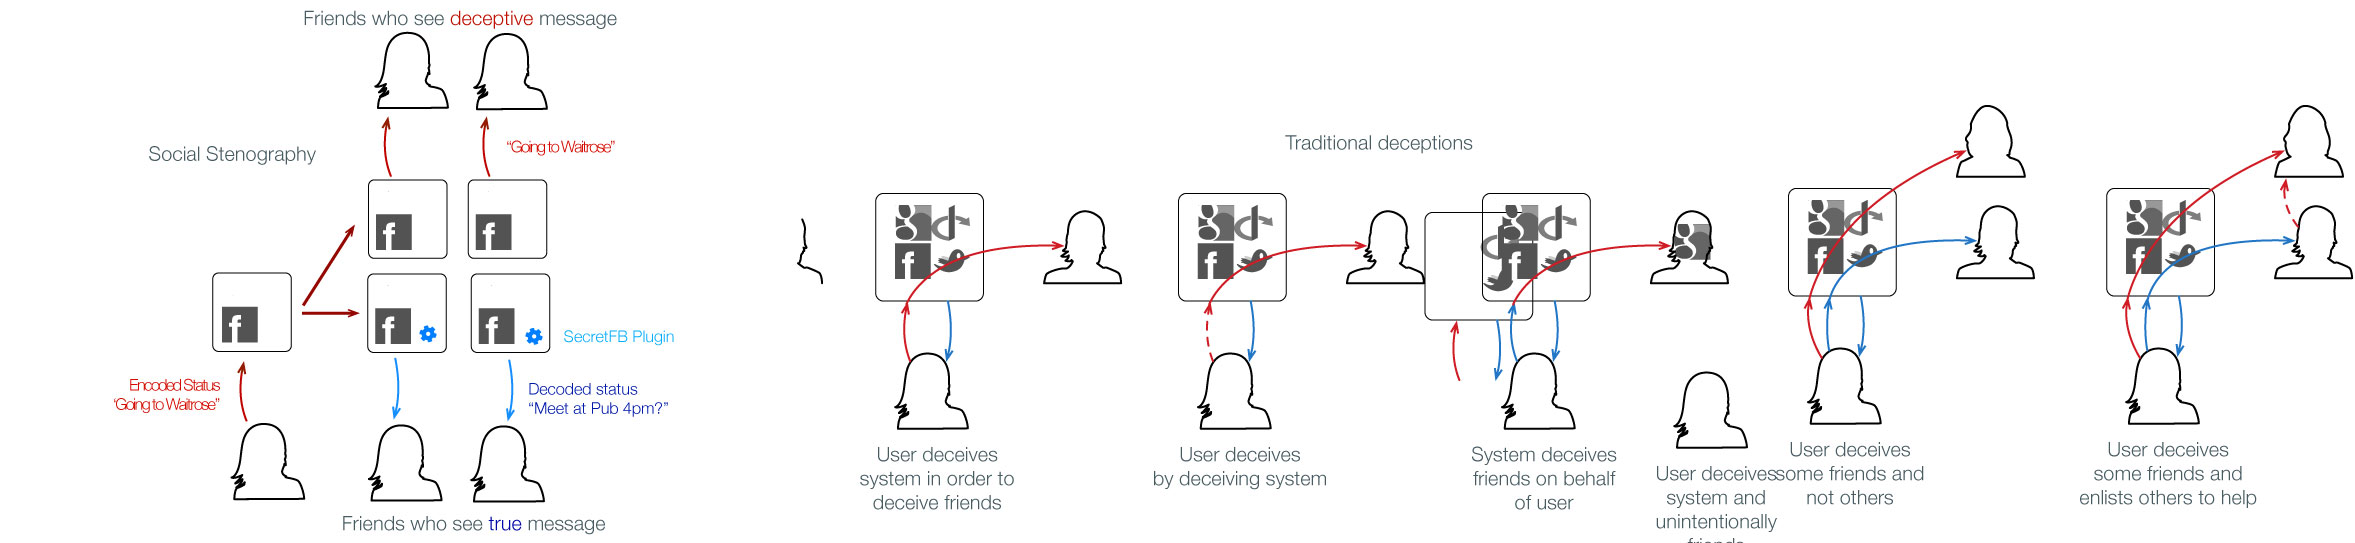 Friends who see deceptive message
Social Stenography
"Going to Waitrose"
SecretFB Plugin
Encoded Status
"Going to Waitrose"
Decoded status
"Meet at Pub 4pm?"
Friends who see true message
Traditional deceptions
User deceives
system in order to
deceive friends
User deceives
by deceiving system
System deceives
friends on behalf
of user
User deceives
system and
unintentionally
friends
User deceives
some friends and
not others
User deceives
some friends and
enlists others to help